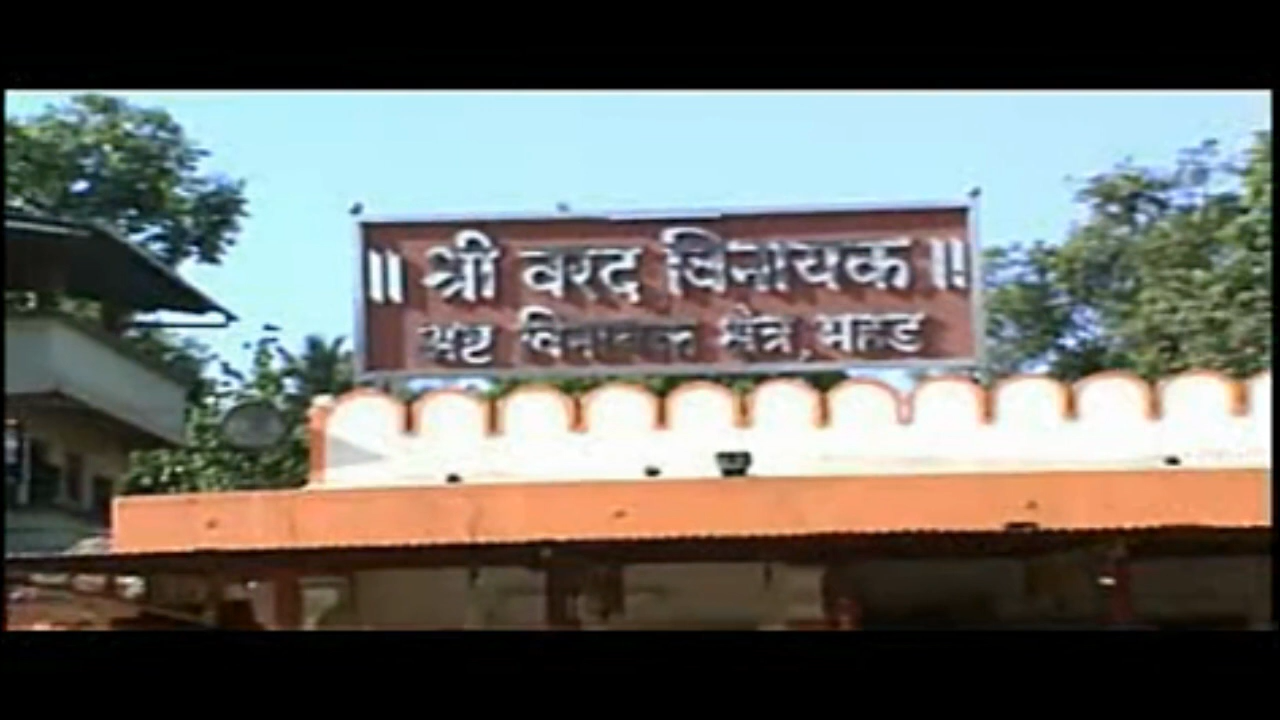 ॥ श्री वरद विनायक ॥
अष्ट विनायक क्षेत्र, महड